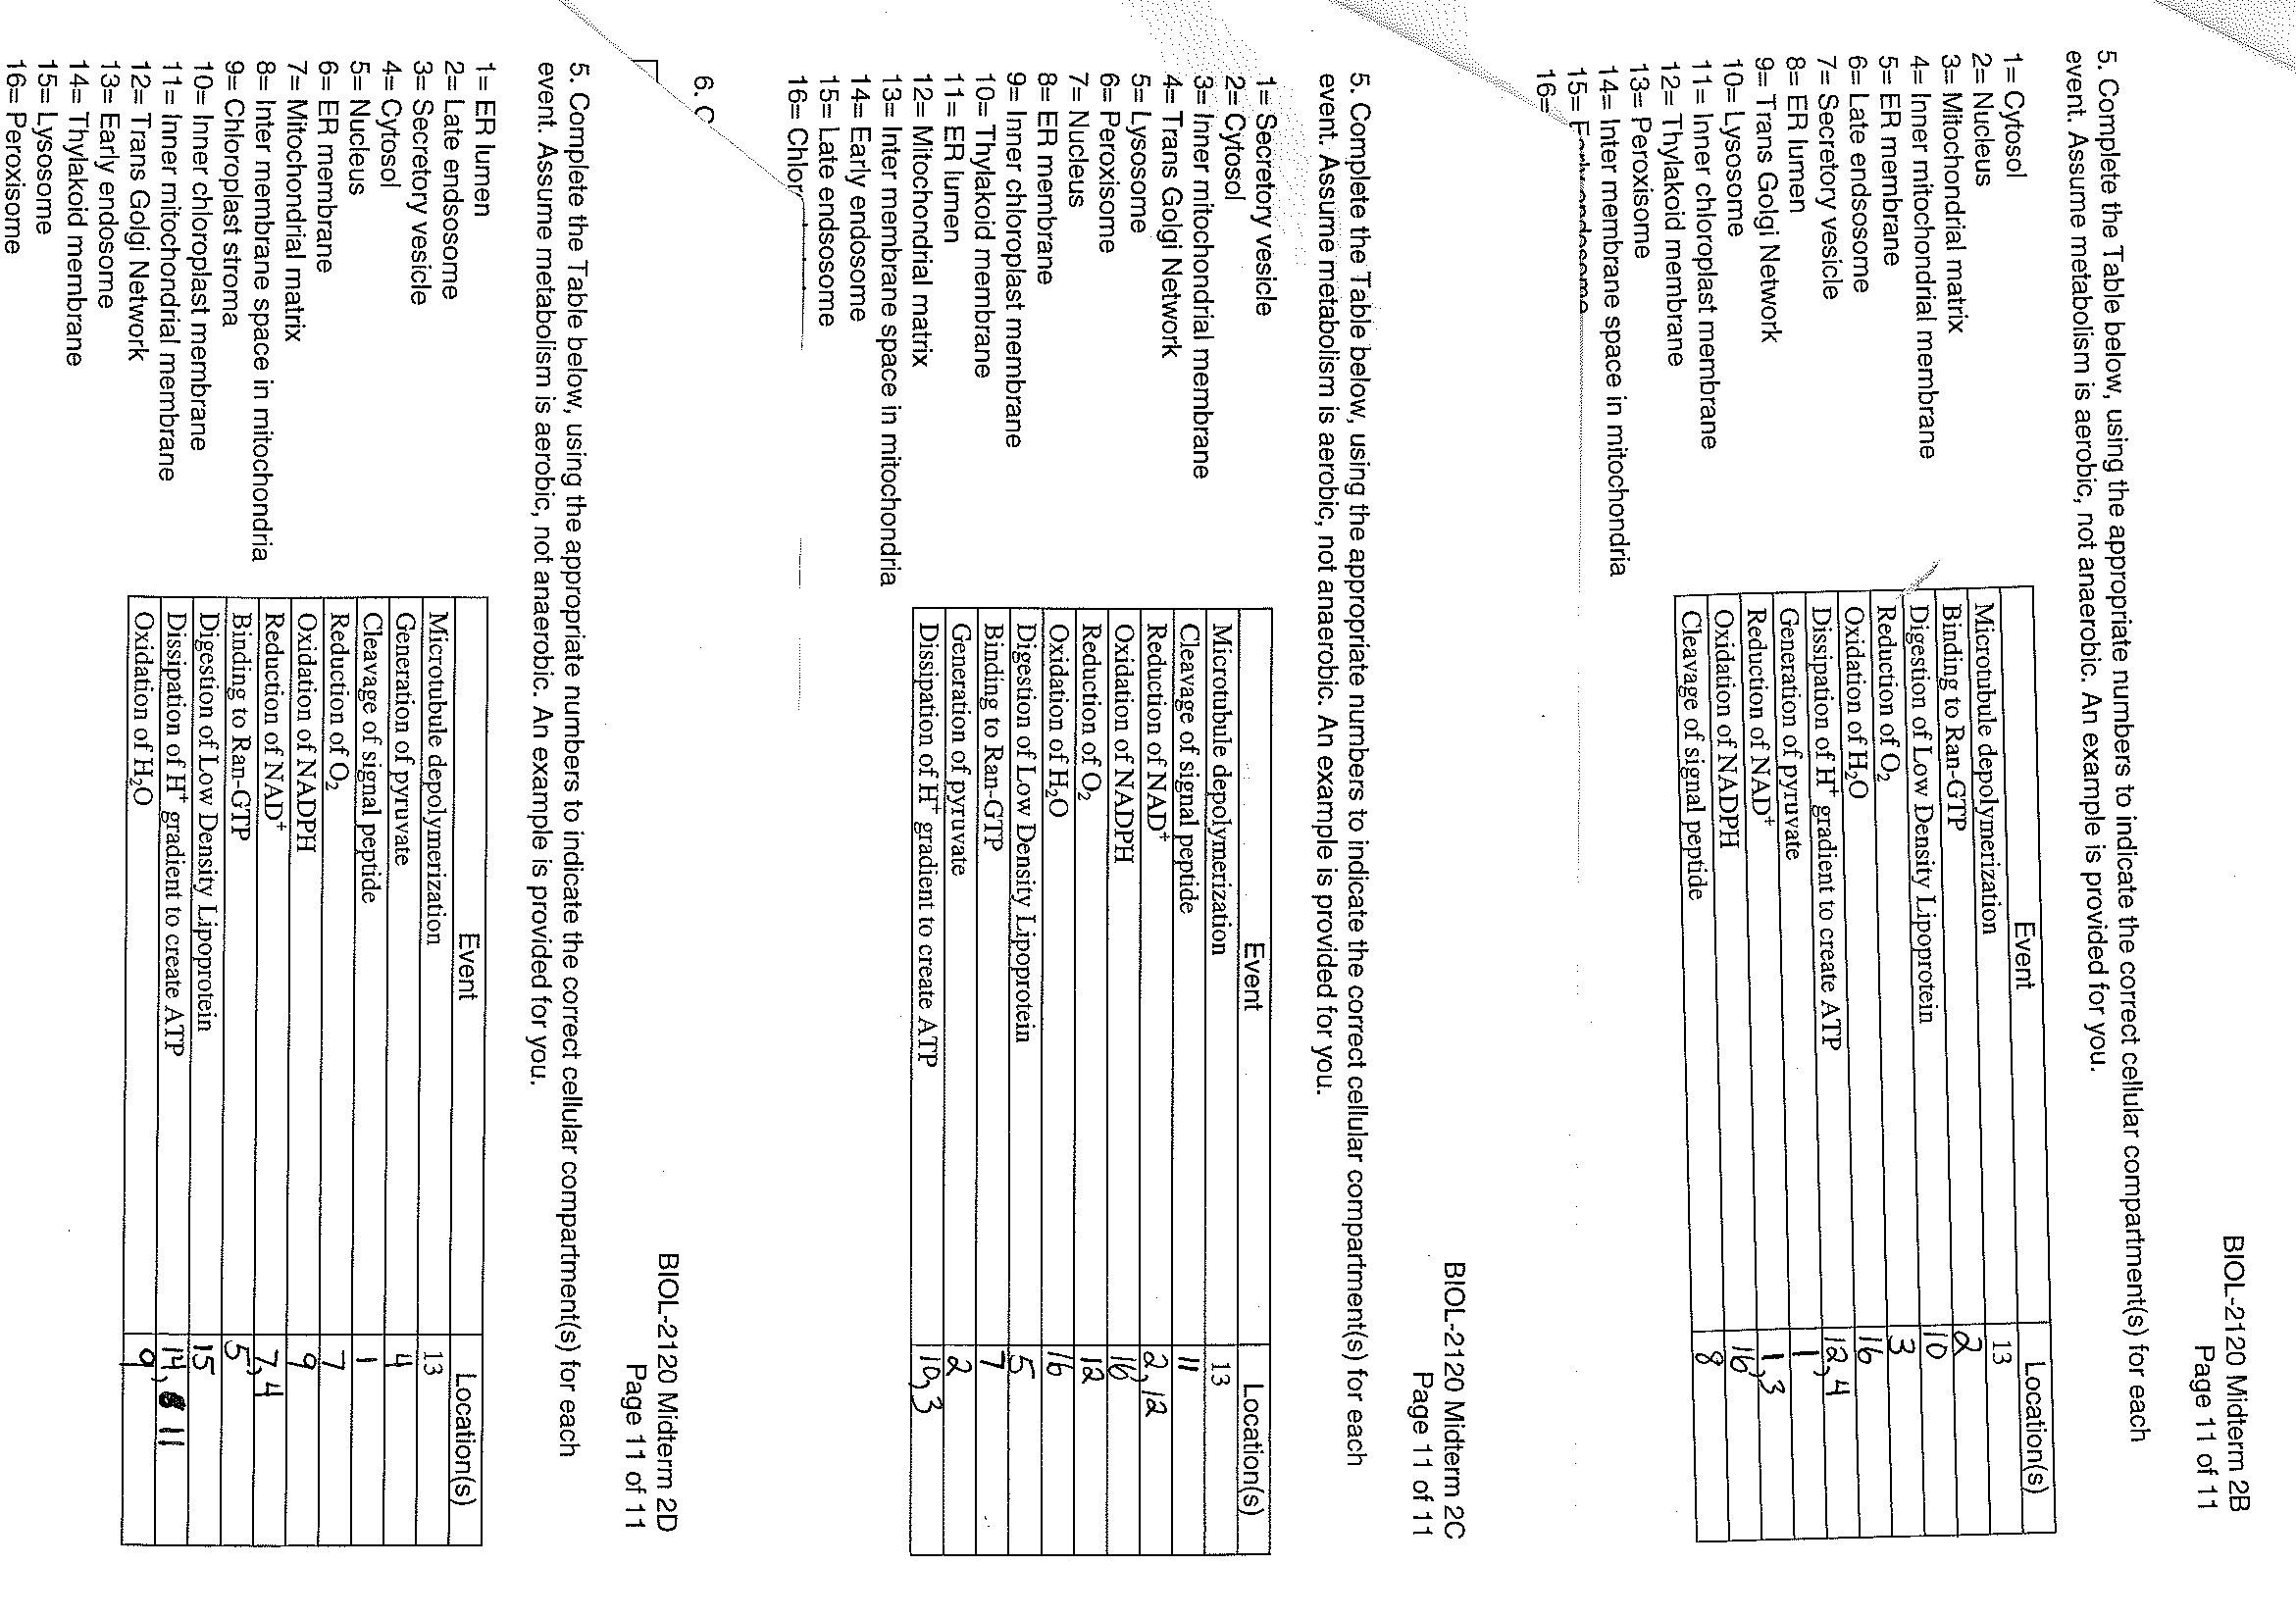 BIOL-2120 Midterm 2B
Page 11 of 11
5. Complete the Table below, using the appropriate numbers to indicate the correct cellular compartment(s) for each
event. Assume metabolism is aerobic, not anaerobic. An example is provided for you.
1= Cytosol
2= Nucleus
3= Mitochondrial matrix
4= Inner mitochondrial membrane
5= ER membrane
6= Late endsosome
7= Secretory vesicle
8= ER lumen
9= Trans Golgi Network
10= Lysosome
11= Inner chloroplast membrane
12= Thylakoid membrane
13= Peroxisome
14= Inter membrane space in mitochondria
15= Early endosome
16=
Event Location(s)
Microtubule depolymerization 13
Binding to Ran-GTP 2
Digestion of Low Density Lipoprotein 10
Reduction of O₂ 3
Oxidation of H₂O 16
Dissipation of H⁺ gradient to create ATP 12, 4
Generation of pyruvate 1
Reduction of NAD⁺ 1, 3
Oxidation of NADPH 16
Cleavage of signal peptide 8
BIOL-2120 Midterm 2C
Page 11 of 11
5. Complete the Table below, using the appropriate numbers to indicate the correct cellular compartment(s) for each
event. Assume metabolism is aerobic, not anaerobic. An example is provided for you.
1= Secretory vesicle
2= Cytosol
3= Inner mitochondrial membrane
4= Trans Golgi Network
5= Lysosome
6= Peroxisome
7= Nucleus
8= ER membrane
9= Inner chloroplast membrane
10= Thylakoid membrane
11= ER lumen
12= Mitochondrial matrix
13= Inter membrane space in mitochondria
14= Early endosome
15= Late endsosome
16= Chlor
Event Location(s)
Microtubule depolymerization 13
Cleavage of signal peptide 11
Reduction of NAD⁺ 2, 12
Oxidation of NADPH 16
Reduction of O₂ 12
Oxidation of H₂O 16
Digestion of Low Density Lipoprotein 5
Binding to Ran-GTP 7
Generation of pyruvate 2
Dissipation of H⁺ gradient to create ATP 10, 3
6. C
BIOL-2120 Midterm 2D
Page 11 of 11
5. Complete the Table below, using the appropriate numbers to indicate the correct cellular compartment(s) for each
event. Assume metabolism is aerobic, not anaerobic. An example is provided for you.
1= ER lumen
2= Late endsosome
3= Secretory vesicle
4= Cytosol
5= Nucleus
6= ER membrane
7= Mitochondrial matrix
8= Inter membrane space in mitochondria
9= Chloroplast stroma
10= Inner chloroplast membrane
11= Inner mitochondrial membrane
12= Trans Golgi Network
13= Early endosome
14= Thylakoid membrane
15= Lysosome
16= Peroxisome
Event Location(s)
Microtubule depolymerization 13
Generation of pyruvate 4
Cleavage of signal peptide 1
Reduction of O₂ 7
Oxidation of NADPH 9
Reduction of NAD⁺ 7, 4
Binding to Ran-GTP 5
Digestion of Low Density Lipoprotein 15
Dissipation of H⁺ gradient to create ATP 14, 11
Oxidation of H₂O 9